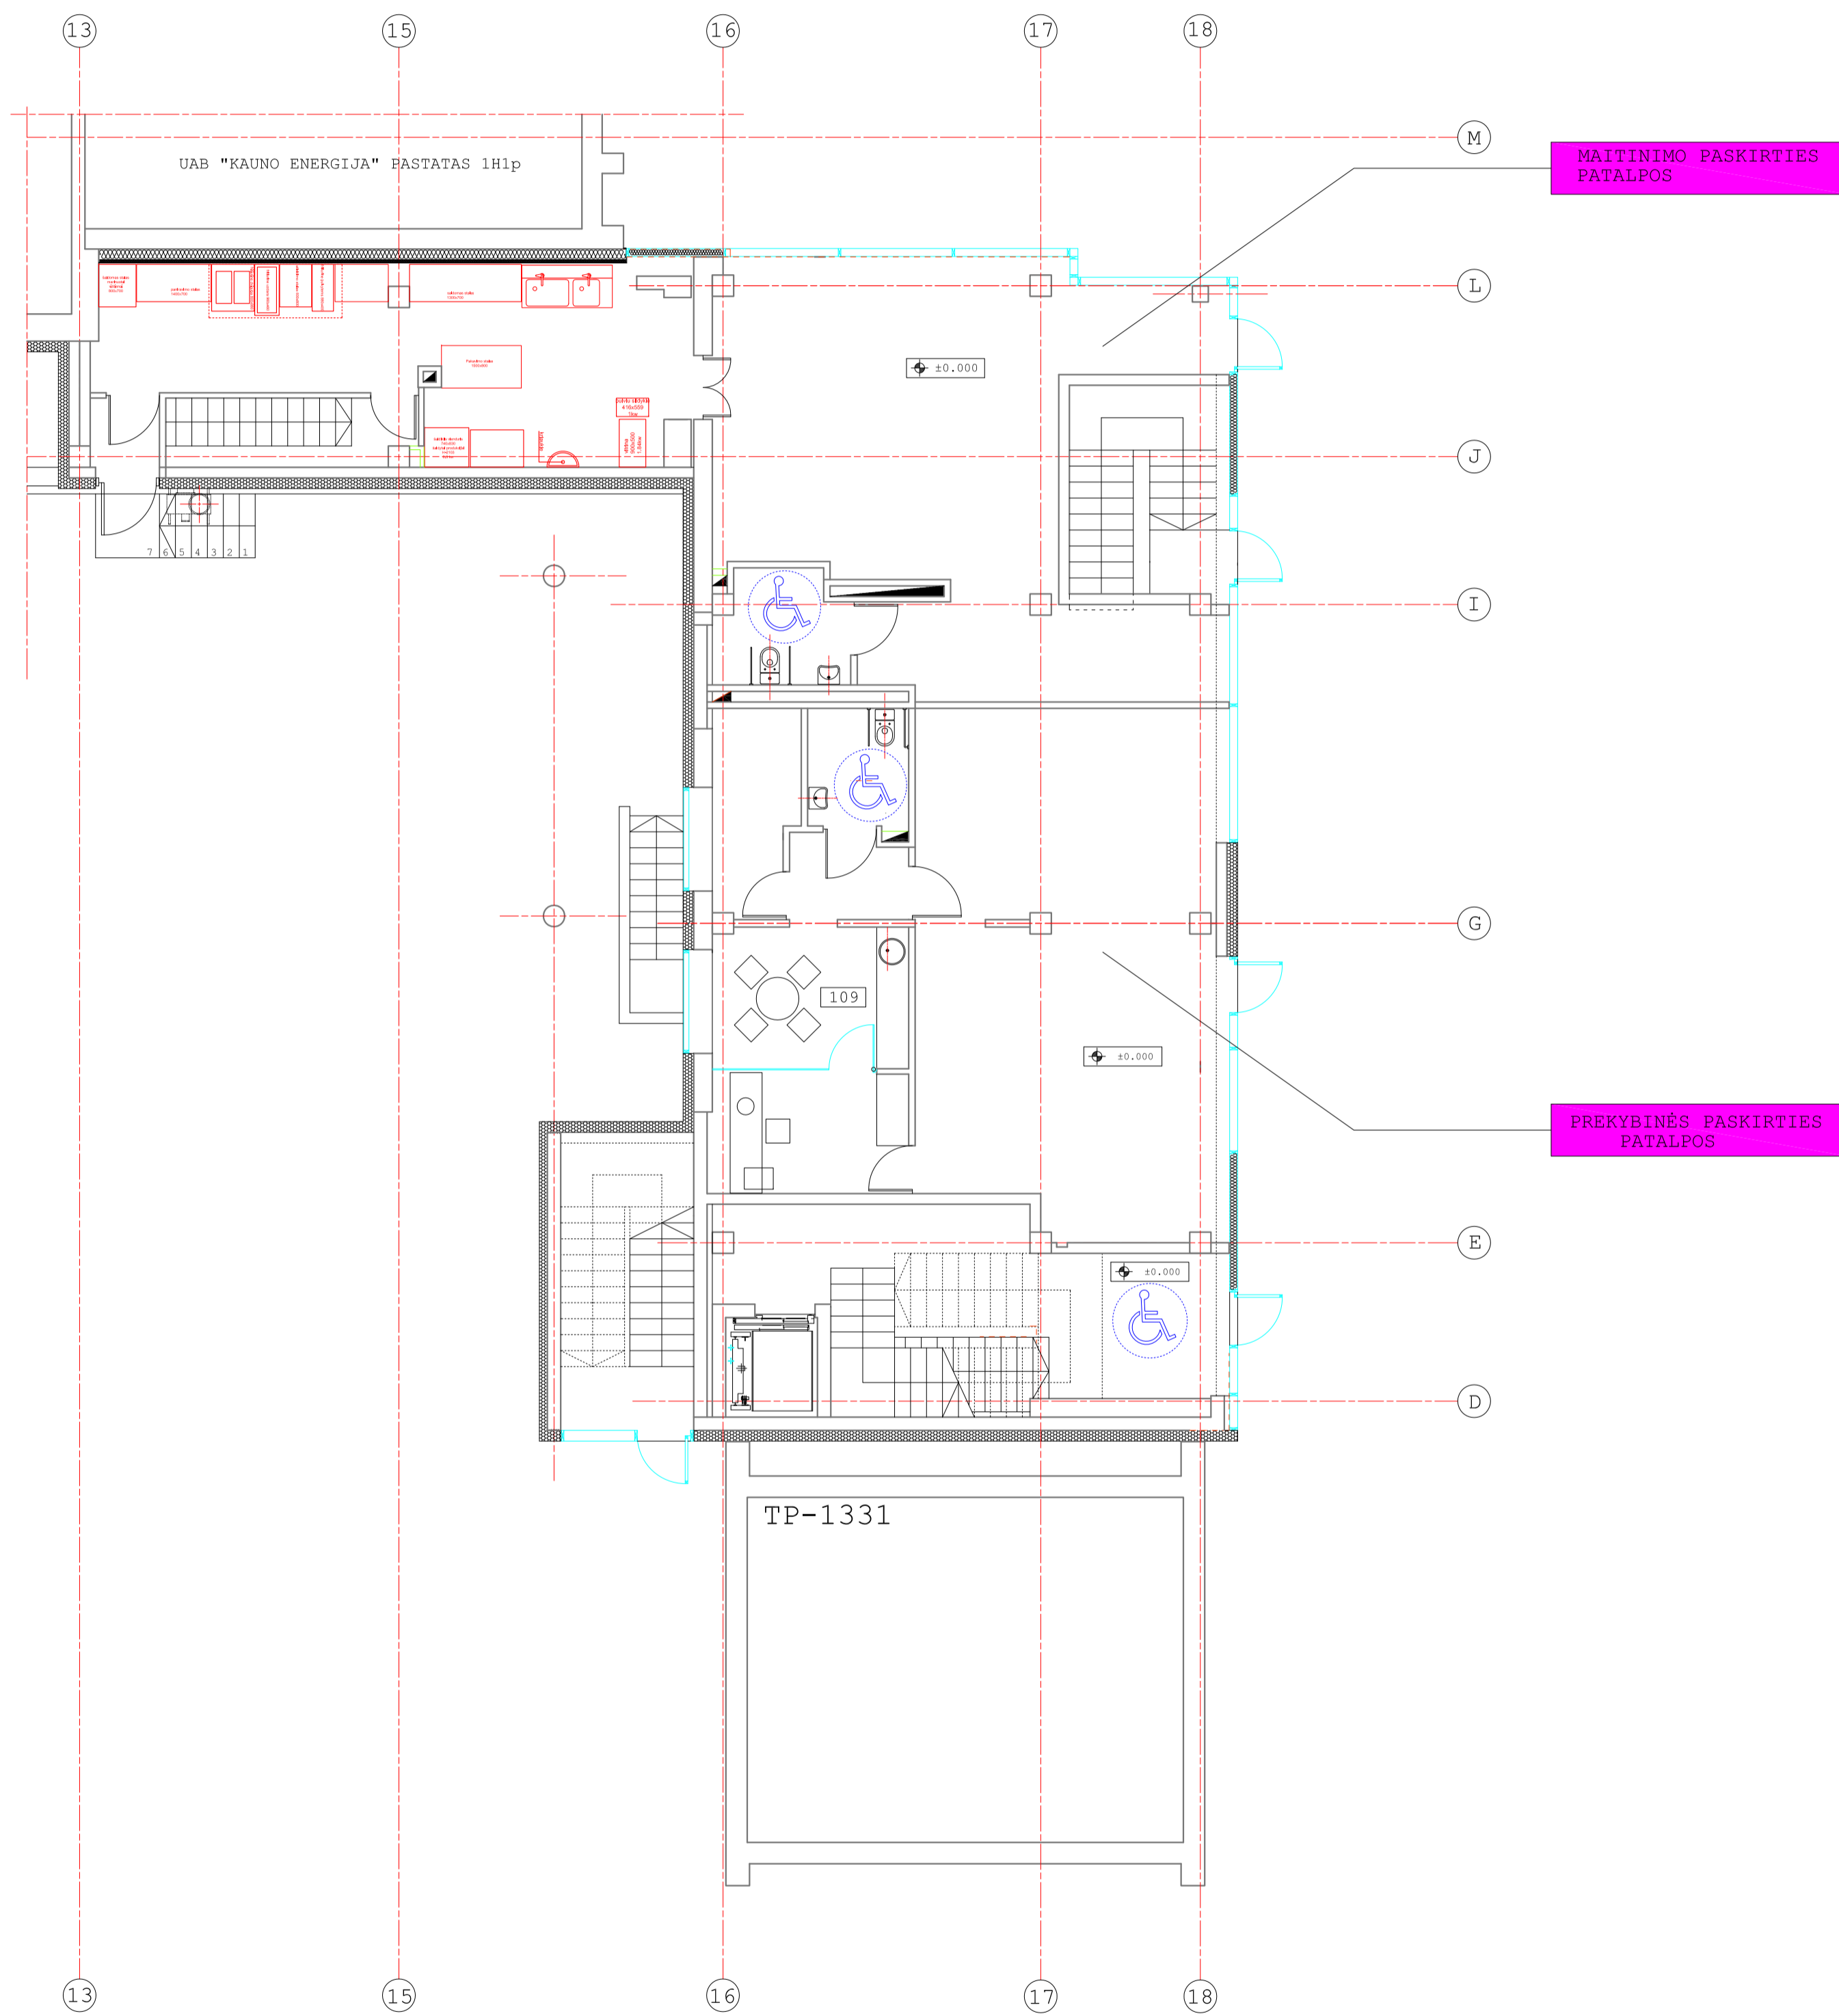 13 15 16 17 18
M
UAB "KAUNO ENERGIJA" PASTATAS 1H1p
MAITINIMO PASKIRTIES
PATALPOS
L
±0.000
J
7 6 5 4 3 2 1
I
G
109
±0.000
PREKYBINĖS PASKIRTIES
PATALPOS
E
±0.000
D
TP-1331
13 15 16 17 18